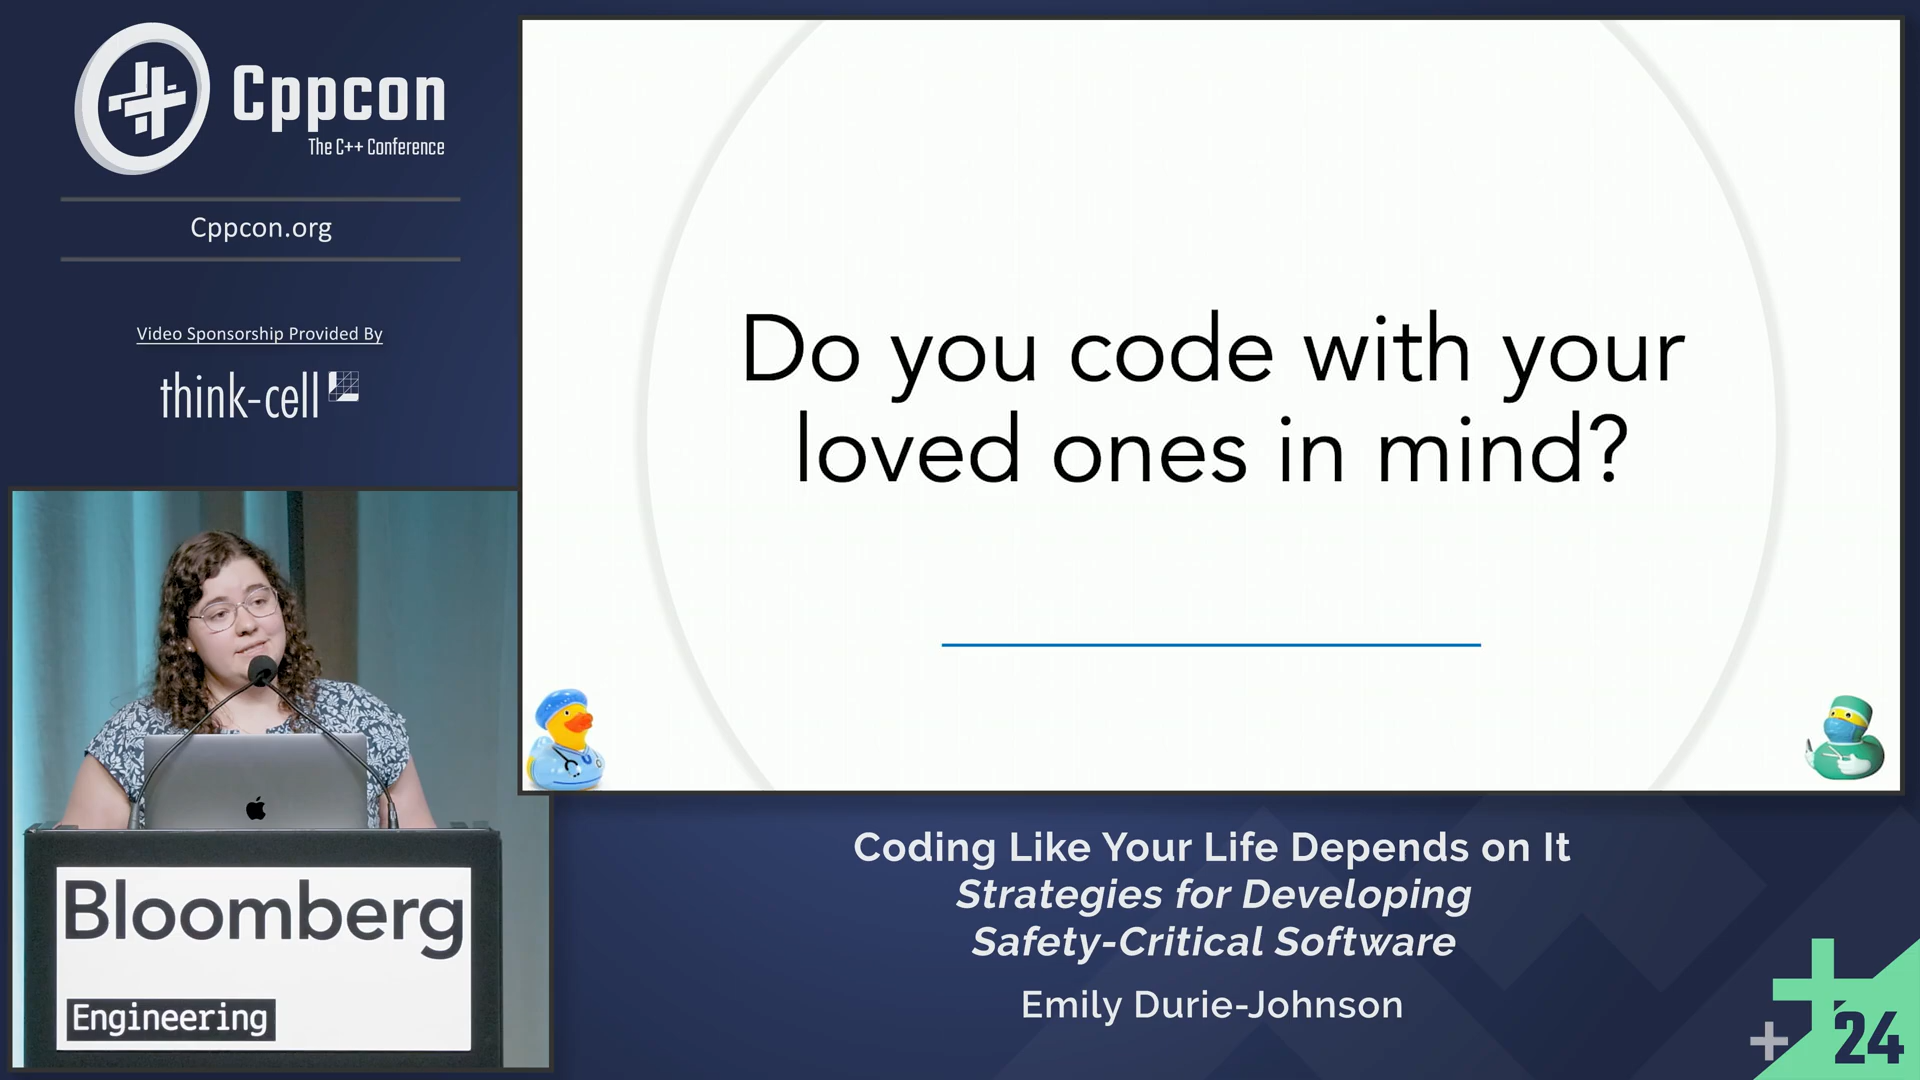 Cppcon
The C++ Conference
Cppcon.org
Video Sponsorship Provided By
think-cell
Do you code with your
loved ones in mind?
Bloomberg
Engineering
Coding Like Your Life Depends on It
Strategies for Developing
Safety-Critical Software
Emily Durie-Johnson
24